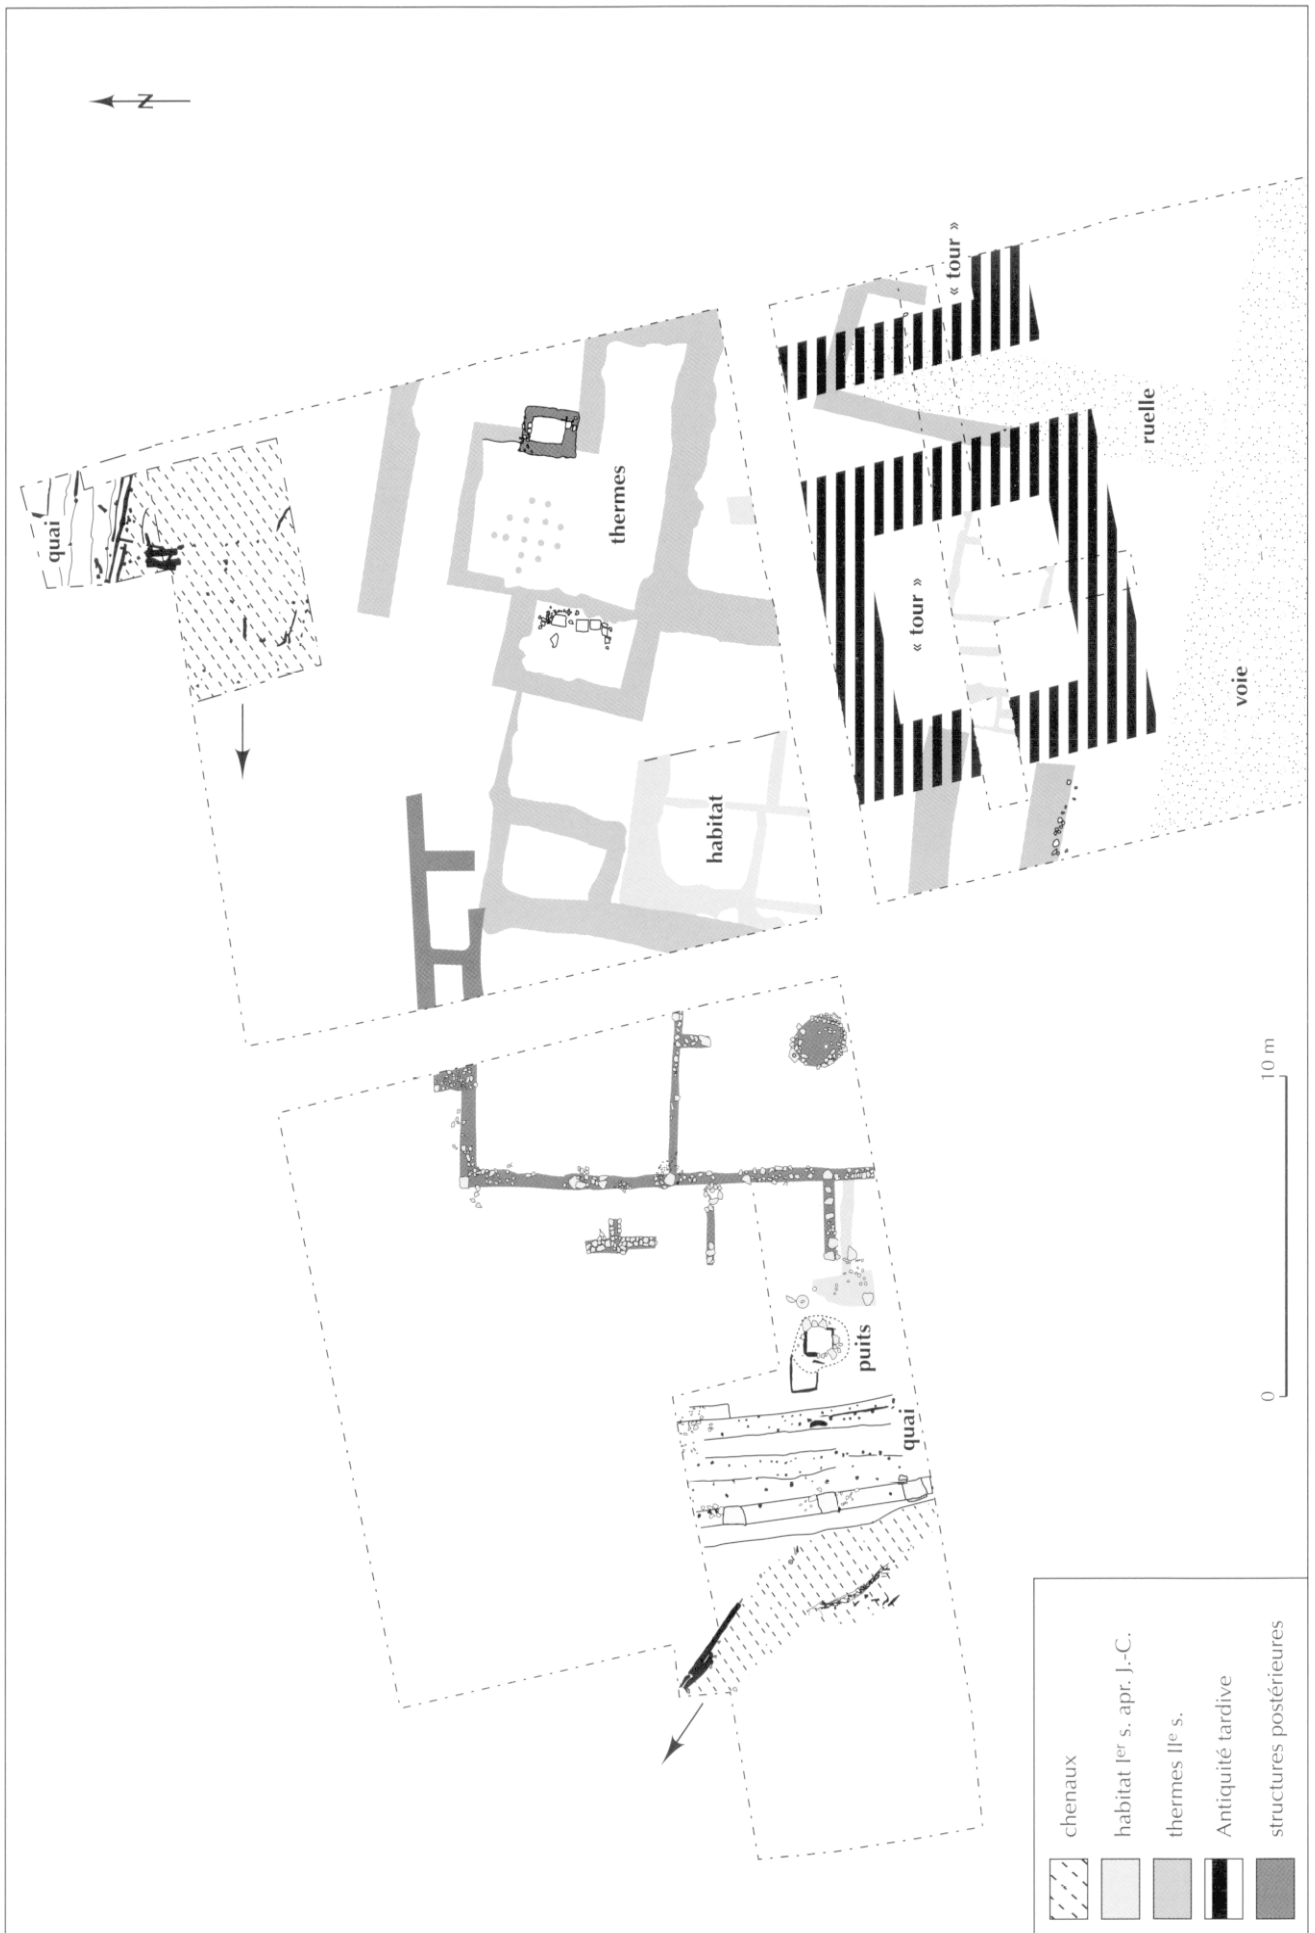 N
quai
thermes
« tour »
« tour »
ruelle
habitat
voie
puits
quai
0
10 m
chenaux
habitat Ier s. apr. J.-C.
thermes IIe s.
Antiquité tardive
structures postérieures